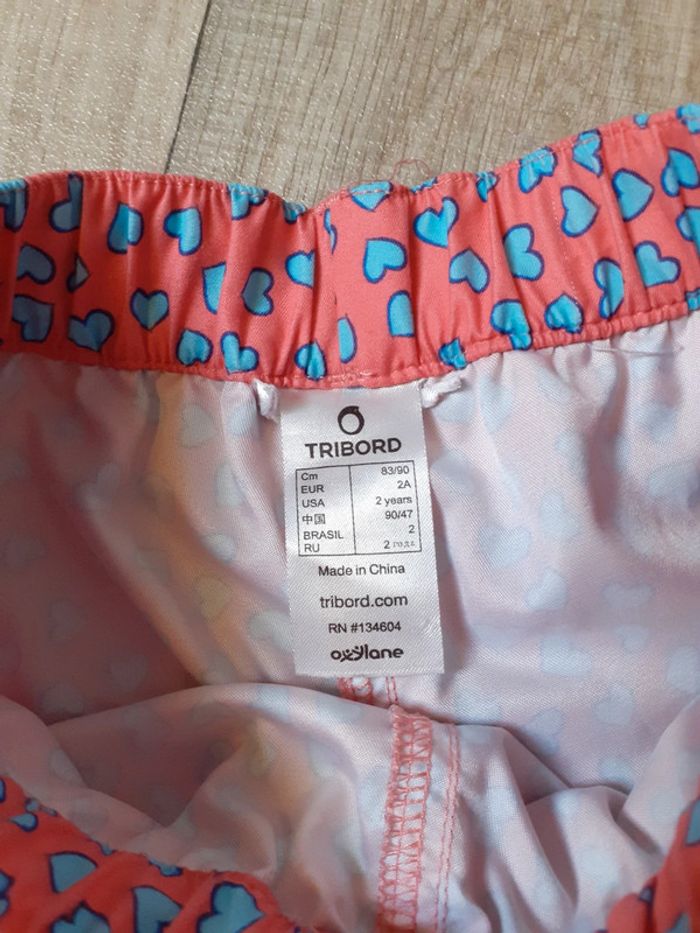 TRIBORD
Cm 83/90
EUR 2A
USA 2 years
中国 90/47
BRASIL 2
RU 2 года
Made in China
tribord.com
RN #134604
oxylane